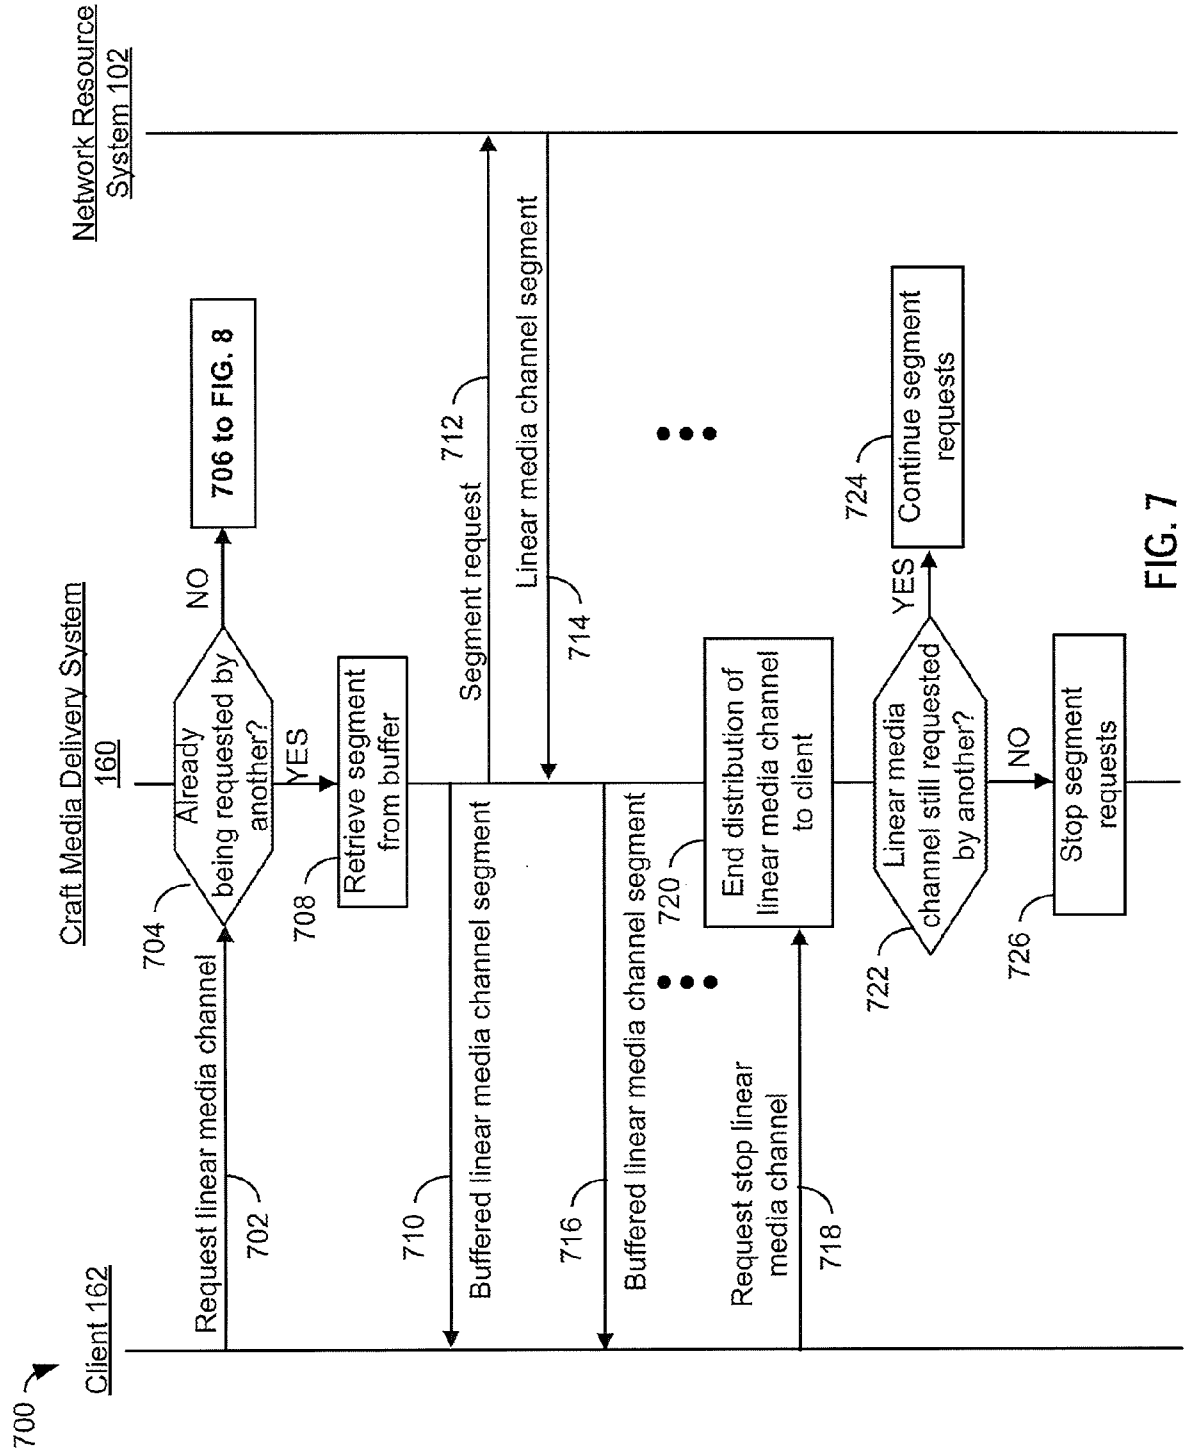 700
Client 162
Craft Media Delivery System
160
Network Resource
System 102
Request linear media channel
702
704
Already
being requested by
another?
NO
706 to FIG. 8
YES
708
Retrieve segment
from buffer
710
Buffered linear media channel segment
Segment request
712
Linear media channel segment
714
716
Buffered linear media channel segment
Request stop linear
media channel
718
720
End distribution of
linear media channel
to client
722
Linear media
channel still requested
by another?
YES
724
Continue segment
requests
NO
726
Stop segment
requests
FIG. 7